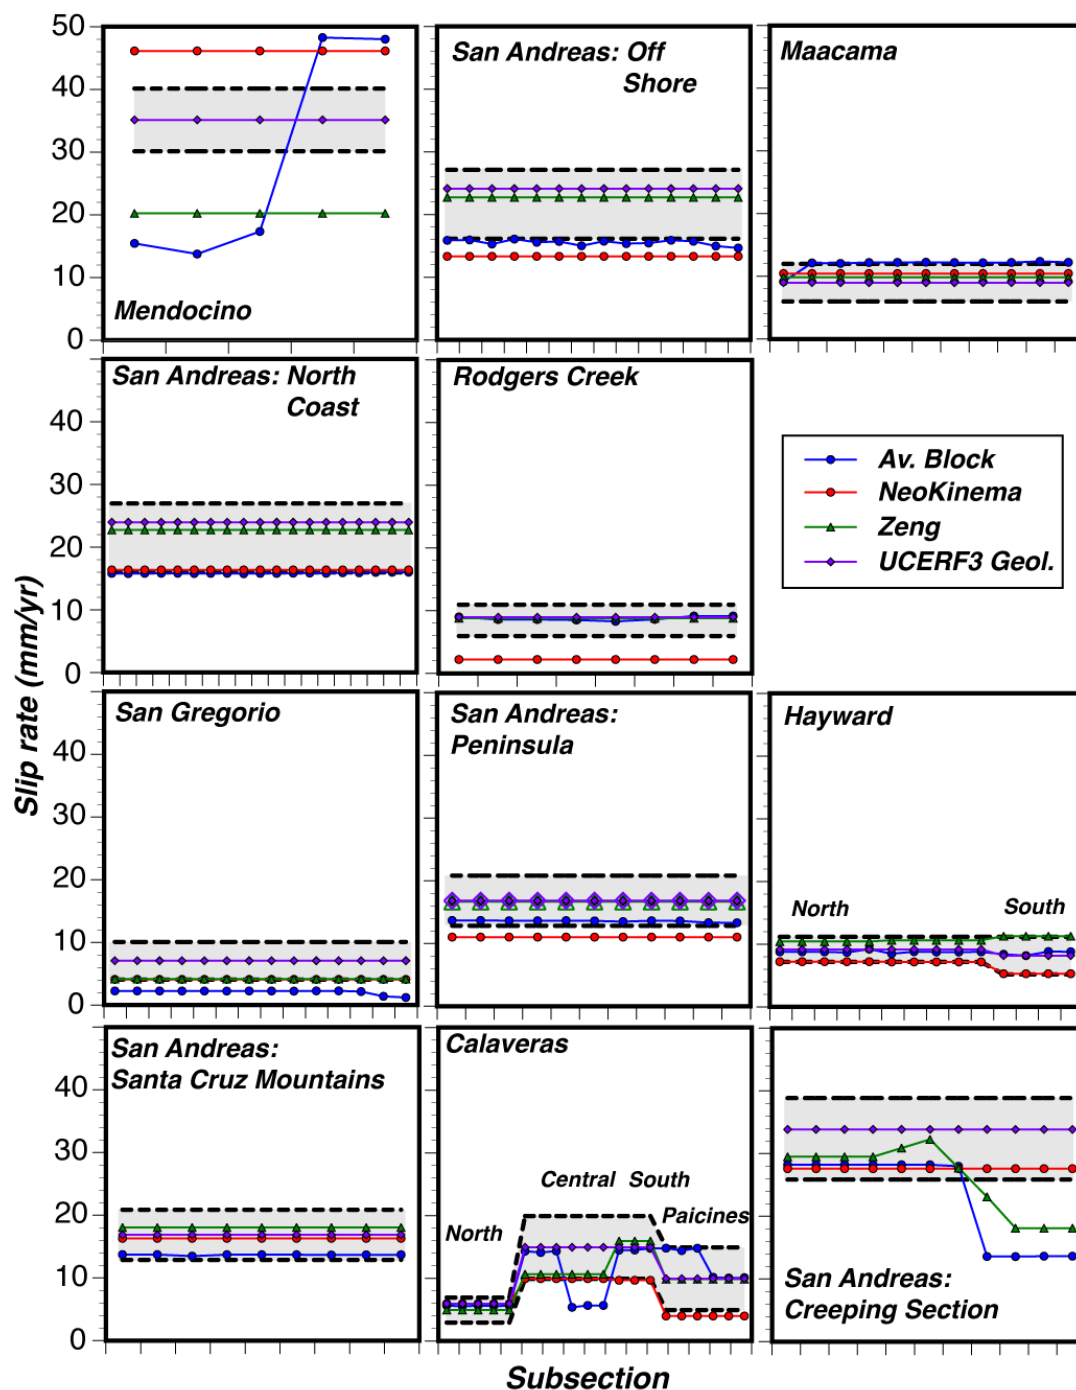 50
40
30
20
10
0
Mendocino
San Andreas: Off
Shore
Maacama
40
30
20
10
0
San Andreas: North
Coast
Rodgers Creek
Av. Block
NeoKinema
Zeng
UCERF3 Geol.
Slip rate (mm/yr)
40
30
20
10
0
San Gregorio
San Andreas:
Peninsula
Hayward
North
South
40
30
20
10
0
San Andreas:
Santa Cruz Mountains
Calaveras
North
Central South
Paicines
San Andreas:
Creeping Section
Subsection